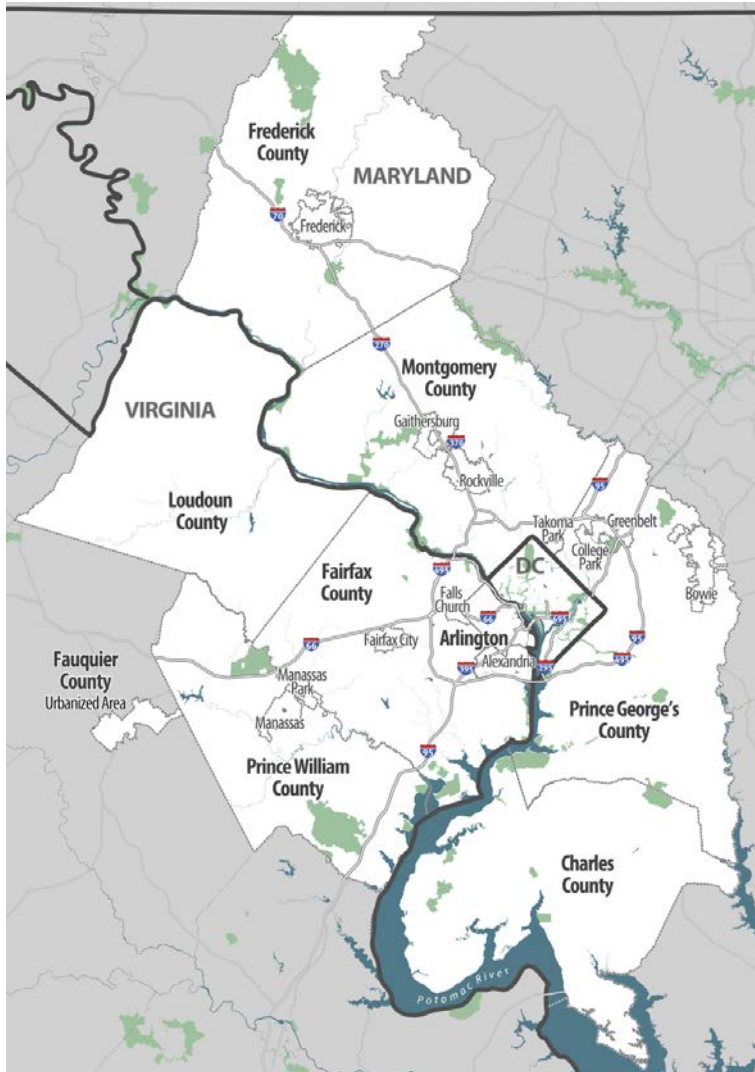 Frederick
County
MARYLAND
70
Frederick
270
Montgomery
County
VIRGINIA
Gaithersburg
370
Rockville
Loudoun
County
95
Takoma
Park
Greenbelt
College
Park
DC
Fairfax
County
495
Falls
Church
66
695
Bowie
Fairfax City
66
Arlington
Alexandria
395
295
95
495
Fauquier
County
Urbanized Area
Manassas
Park
Manassas
Prince George's
County
Prince William
County
95
Charles
County
Potomac River